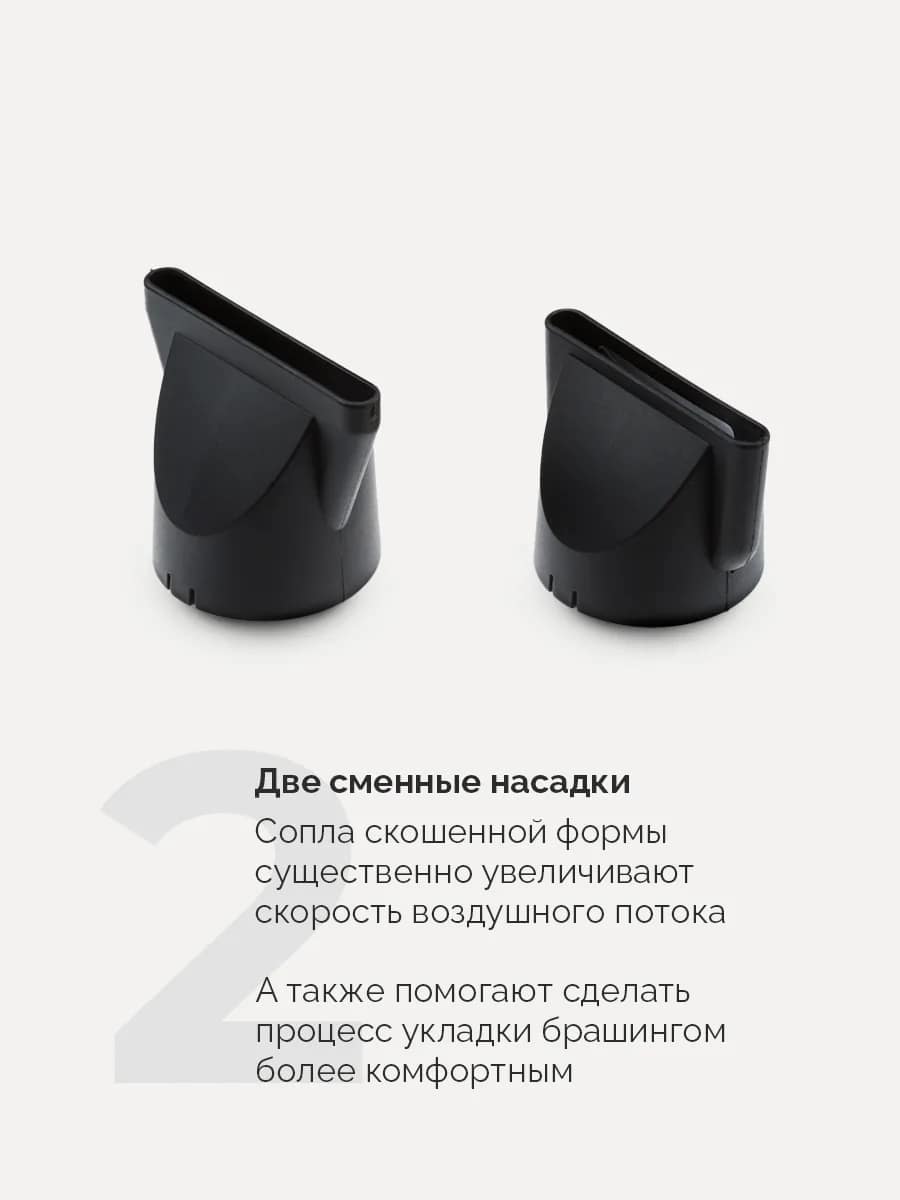 2
Две сменные насадки
Сопла скошенной формы
существенно увеличивают
скорость воздушного потока
А также помогают сделать
процесс укладки брашингом
более комфортным